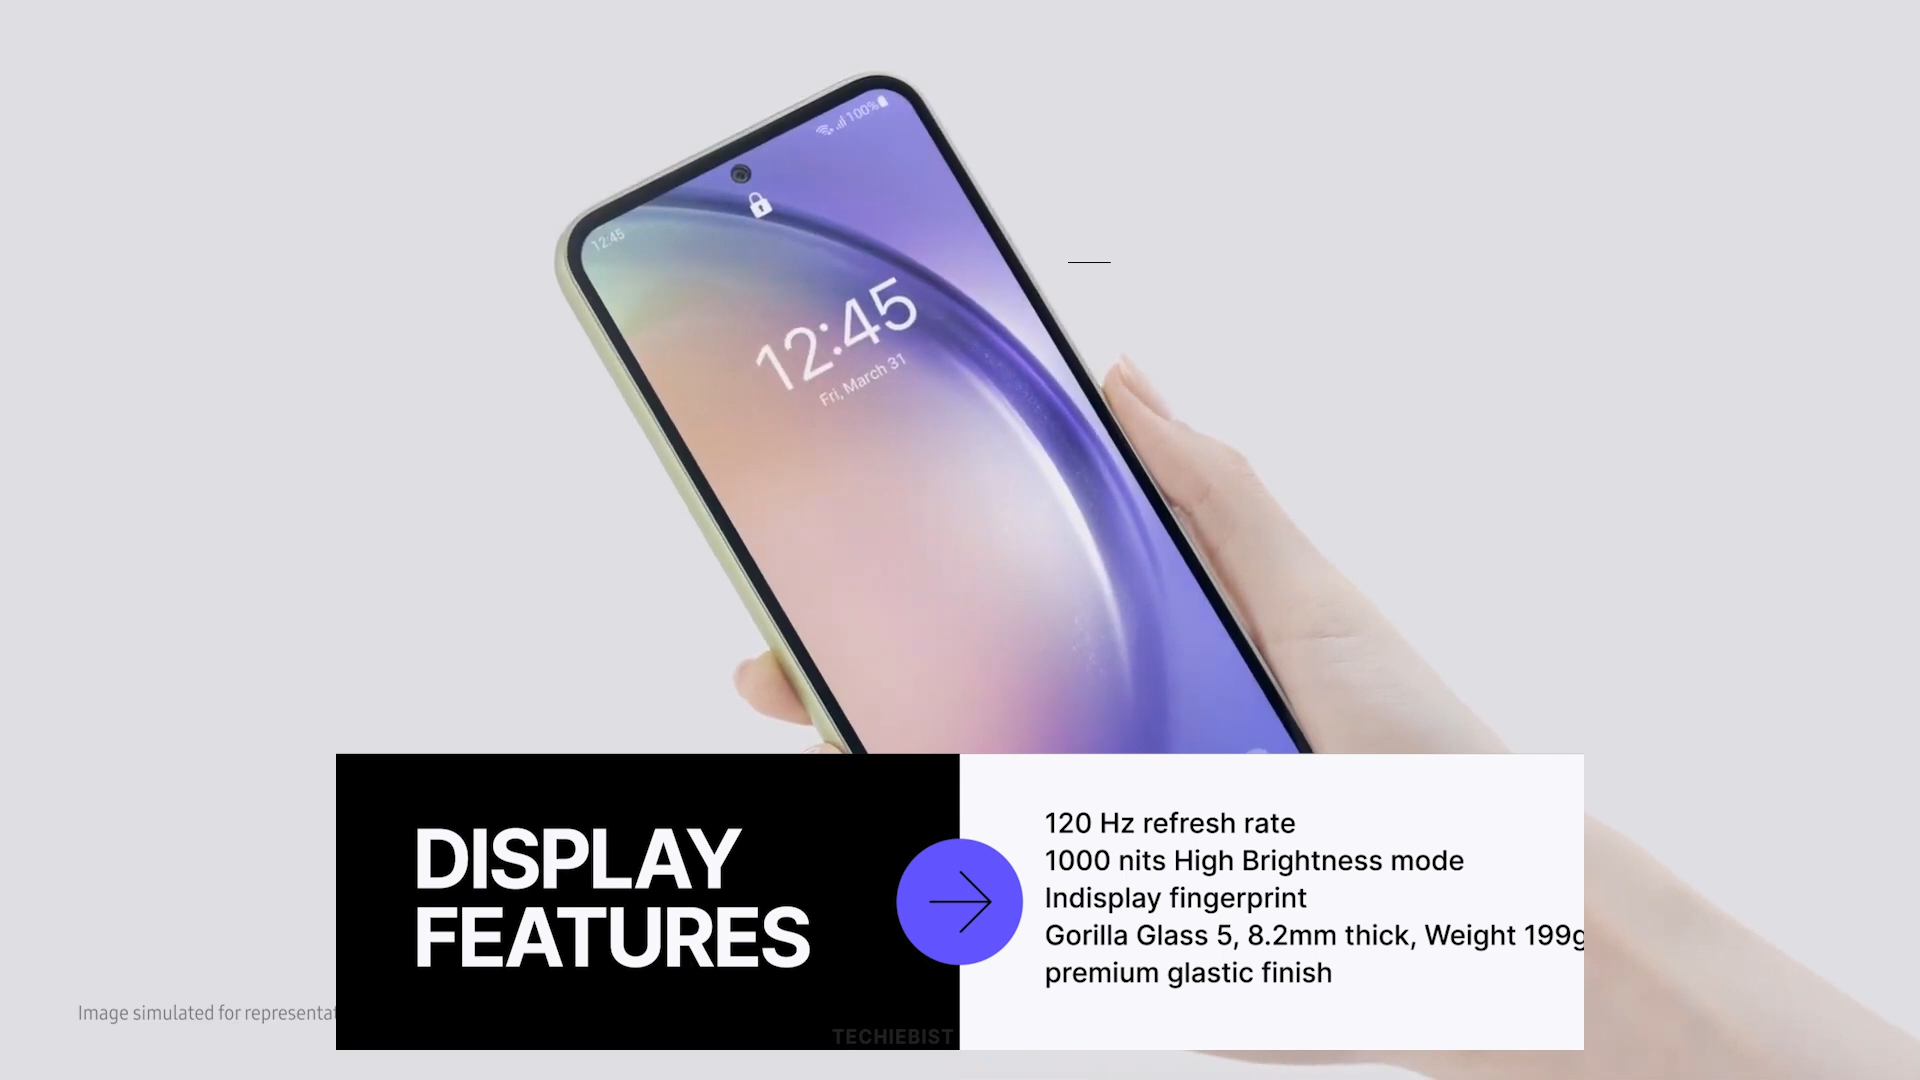 100%
12:45
12:45
Fri, March 31
DISPLAY
FEATURES
120 Hz refresh rate
1000 nits High Brightness mode
Indisplay fingerprint
Gorilla Glass 5, 8.2mm thick, Weight 199g
premium glastic finish
Image simulated for
TECHIEBIST